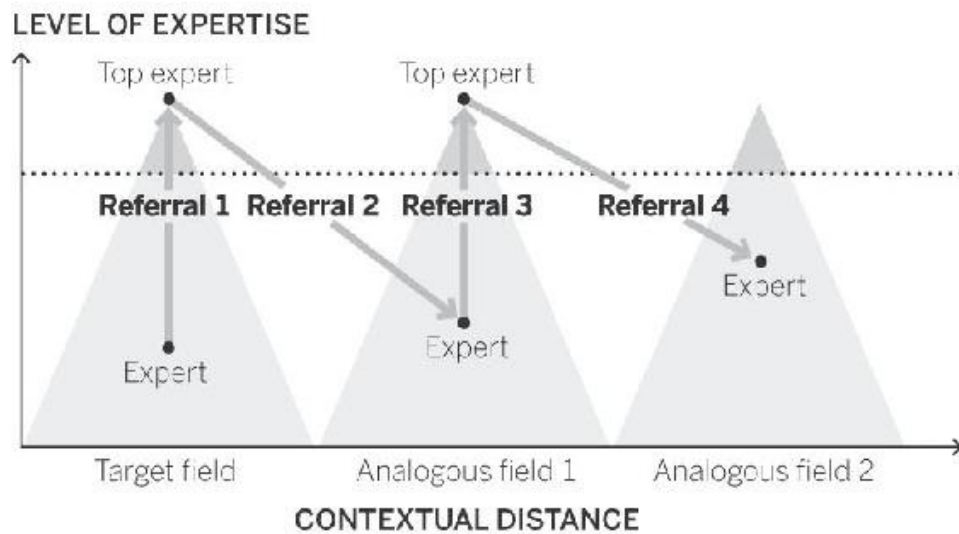 LEVEL OF EXPERTISE
Top expert Top expert
Referral 1 Referral 2 Referral 3 Referral 4
Expert
Expert
Expert
Target field Analogous field 1 Analogous field 2
CONTEXTUAL DISTANCE